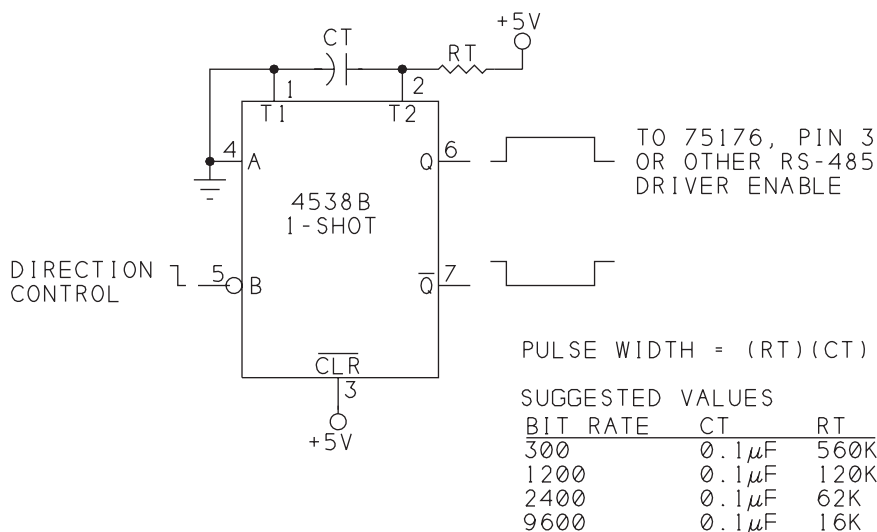 +5V
CT
RT
1
2
T1
T2
4
A
Q
6
TO 75176, PIN 3
OR OTHER RS-485
DRIVER ENABLE
4538B
1-SHOT
DIRECTION
CONTROL
5
B
Q̅
7
C̅L̅R̅
3
+5V
PULSE WIDTH = (RT)(CT)
SUGGESTED VALUES
BIT RATE CT RT
300 0.1µF 560K
1200 0.1µF 120K
2400 0.1µF 62K
9600 0.1µF 16K